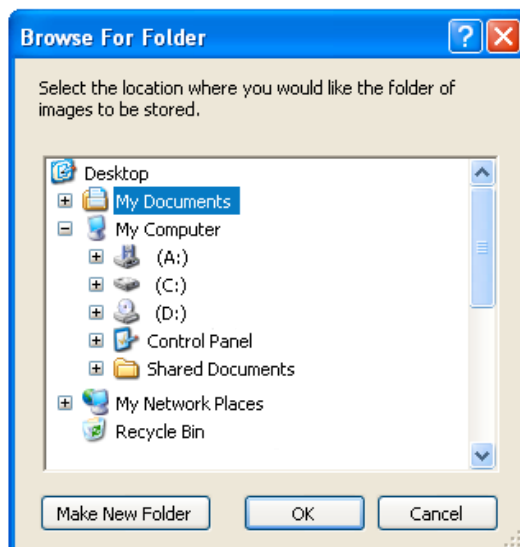 Browse For Folder
Select the location where you would like the folder of
images to be stored.
Desktop
My Documents
My Computer
(A:)
(C:)
(D:)
Control Panel
Shared Documents
My Network Places
Recycle Bin
Make New Folder OK Cancel